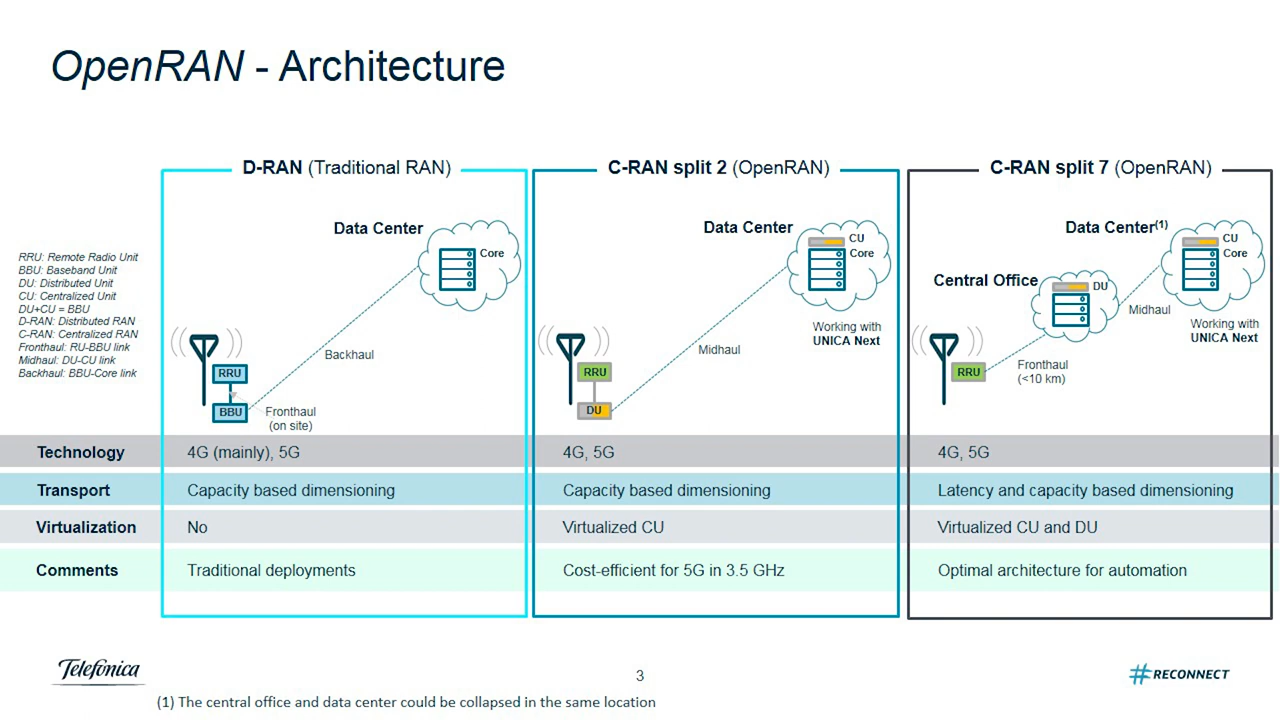 OpenRAN - Architecture
RRU: Remote Radio Unit
BBU: Baseband Unit
DU: Distributed Unit
CU: Centralized Unit
DU+CU = BBU
D-RAN: Distributed RAN
C-RAN: Centralized RAN
Fronthaul: RU-BBU link
Midhaul: DU-CU link
Backhaul: BBU-Core link
D-RAN (Traditional RAN)
Data Center
Core
Backhaul
RRU
BBU
Fronthaul
(on site)
C-RAN split 2 (OpenRAN)
Data Center
CU
Core
Working with
UNICA Next
Midhaul
RRU
DU
C-RAN split 7 (OpenRAN)
Data Center(1)
CU
Core
Central Office
DU
Midhaul
Working with
UNICA Next
RRU
Fronthaul
(<10 km)
Technology 4G (mainly), 5G 4G, 5G 4G, 5G
Transport Capacity based dimensioning Capacity based dimensioning Latency and capacity based dimensioning
Virtualization No Virtualized CU Virtualized CU and DU
Comments Traditional deployments Cost-efficient for 5G in 3.5 GHz Optimal architecture for automation
Telefónica
3
#RECONNECT
(1) The central office and data center could be collapsed in the same location